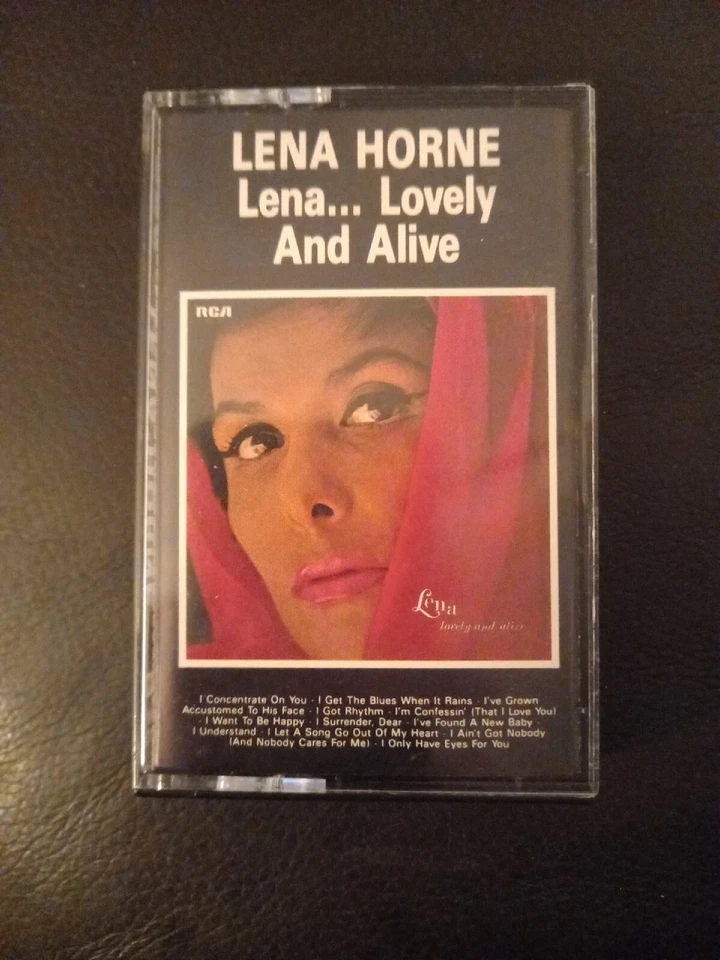 LENA HORNE
Lena... Lovely
And Alive
RCA
Lena
lovely and alive
I Concentrate On You · I Get The Blues When It Rains · I've Grown
Accustomed To His Face · I Got Rhythm · I'm Confessin' (That I Love You)
· I Want To Be Happy · I Surrender, Dear · I've Found A New Baby ·
I Understand · I Let A Song Go Out Of My Heart · I Ain't Got Nobody
(And Nobody Cares For Me) · I Only Have Eyes For You